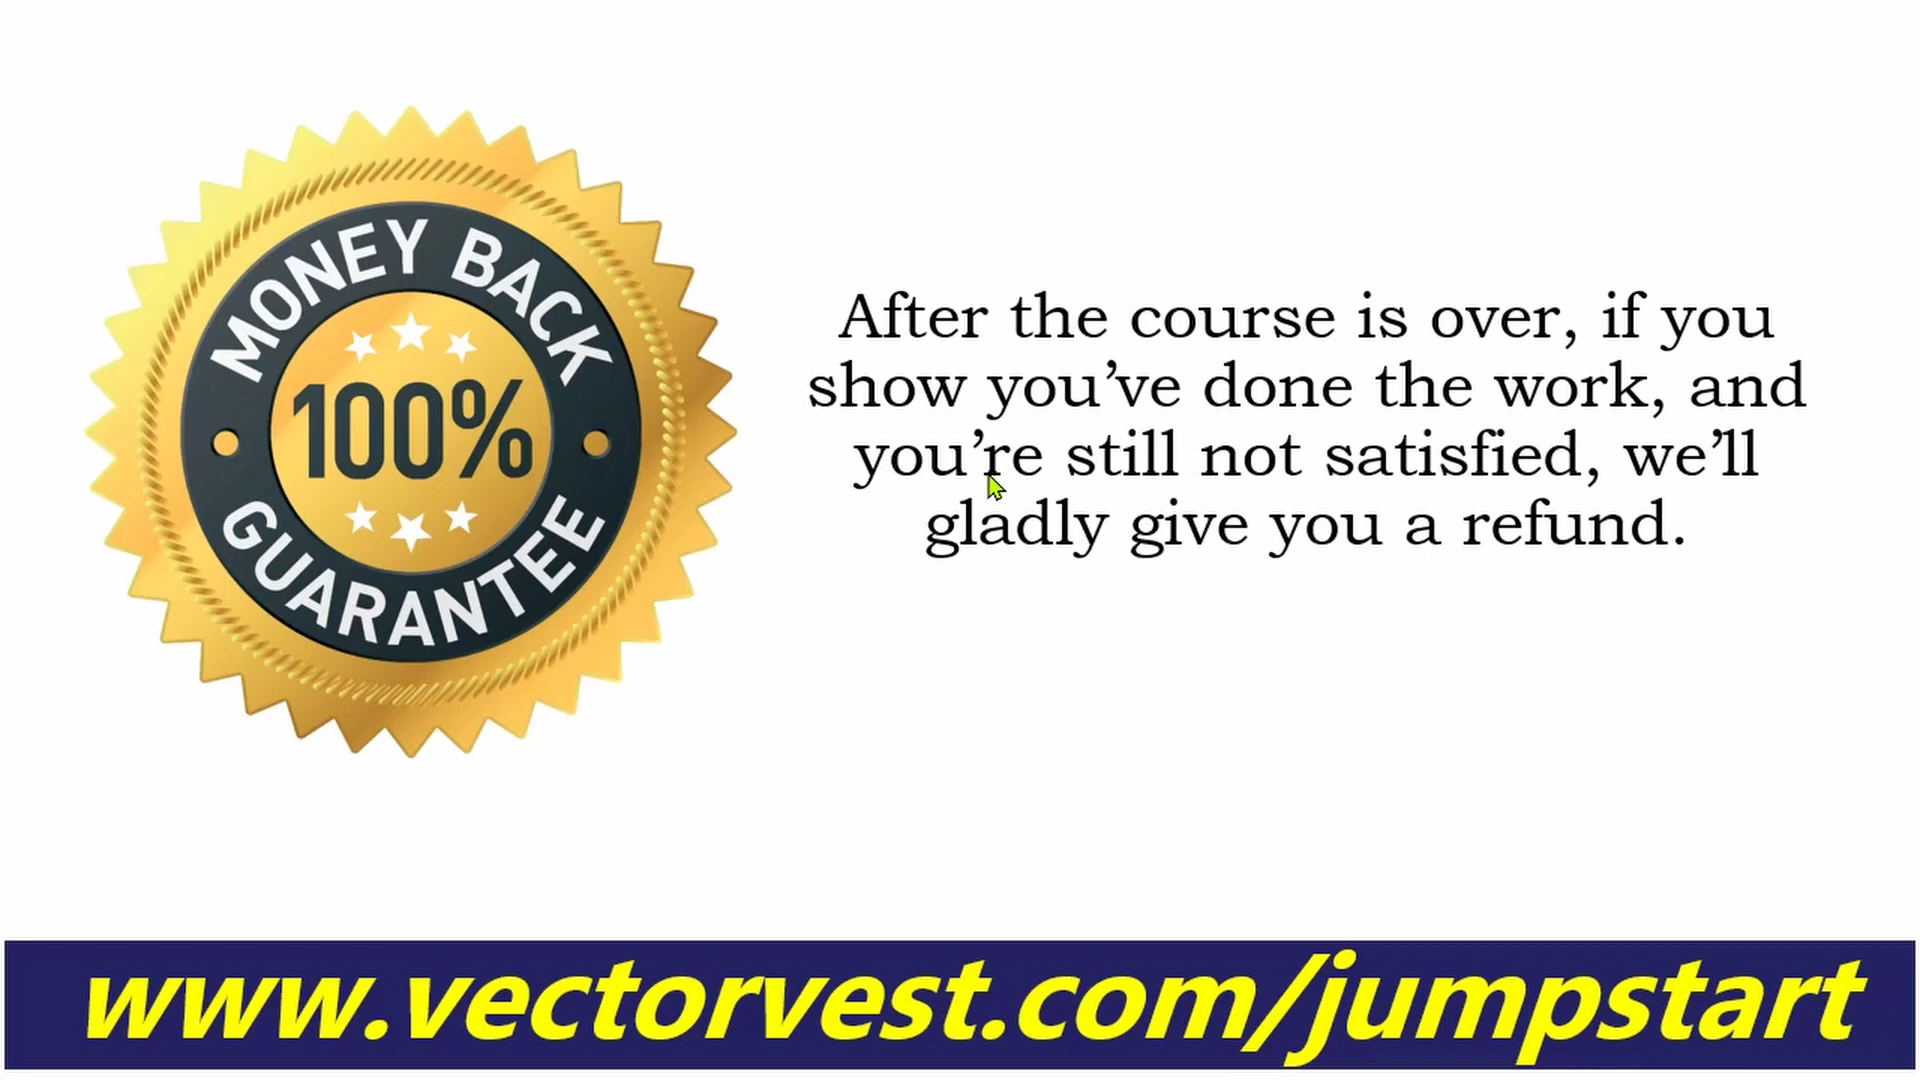 MONEY BACK
100%
GUARANTEE
After the course is over, if you
show you’ve done the work, and
you’re still not satisfied, we’ll
gladly give you a refund.
www.vectorvest.com/jumpstart